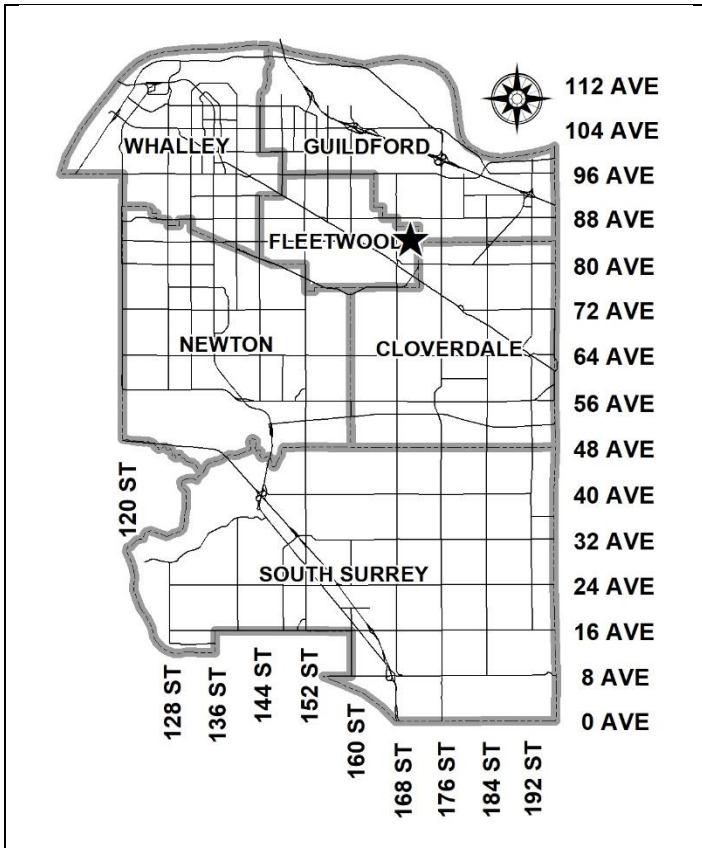 112 AVE
104 AVE
WHALLEY
GUILDFORD
96 AVE
88 AVE
FLEETWOOD
80 AVE
72 AVE
NEWTON
CLOVERDALE
64 AVE
56 AVE
48 AVE
120 ST
40 AVE
32 AVE
SOUTH SURREY
24 AVE
16 AVE
8 AVE
0 AVE
128 ST
136 ST
144 ST
152 ST
160 ST
168 ST
176 ST
184 ST
192 ST